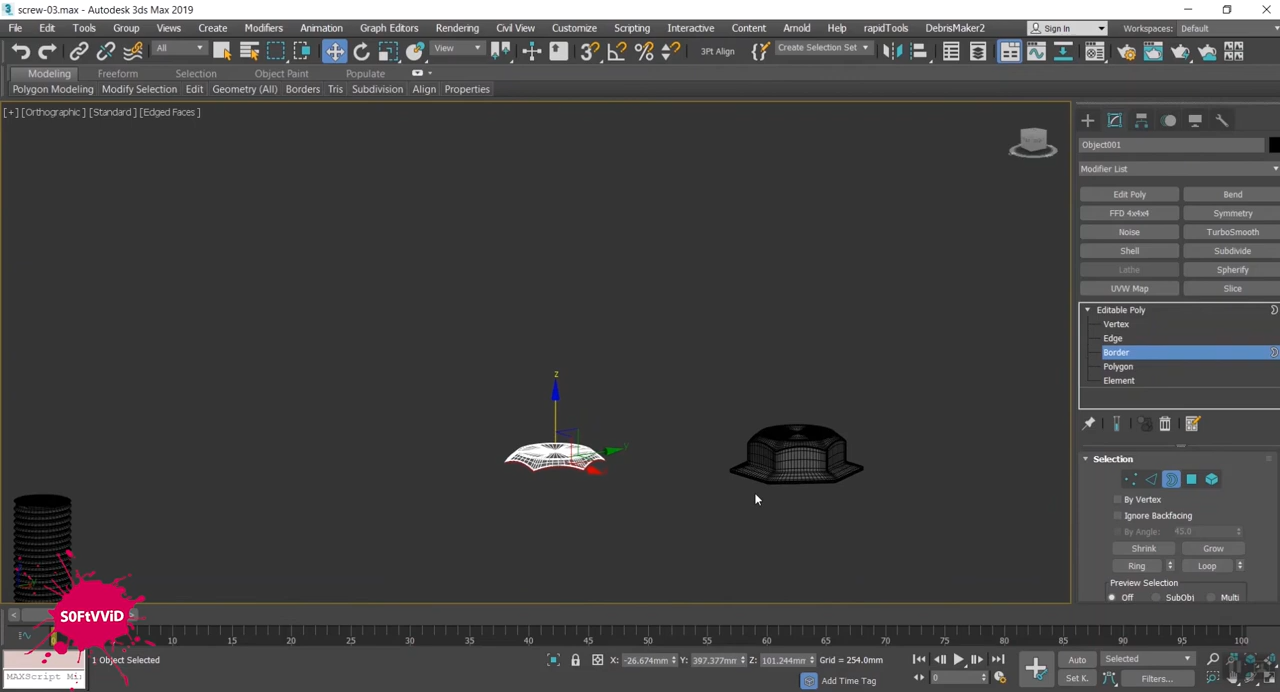 screw-03.max - Autodesk 3ds Max 2019
File Edit Tools Group Views Create Modifiers Animation Graph Editors Rendering Civil View Customize Scripting Interactive Content Arnold Help rapidTools DebrisMaker2 Sign In Workspaces: Default
All View 3Pt Align Create Selection Set
Modeling Freeform Selection Object Paint Populate
Polygon Modeling Modify Selection Edit Geometry (All) Borders Tris Subdivision Align Properties
[+] [Orthographic ] [Standard ] [Edged Faces ]
Object001
Modifier List
Edit Poly Bend
FFD 4x4x4 Symmetry
Noise TurboSmooth
Shell Subdivide
Lathe Spherify
UVW Map Slice
Editable Poly
Vertex
Edge
Border
Polygon
Element
z
y
Selection
By Vertex
Ignore Backfacing
By Angle: 45.0
Shrink Grow
Ring Loop
Preview Selection
Off SubObj Multi
S0FtVViD
10 15 20 25 30 35 40 45 50 55 60 65 70 75 80 85 90 95 100
1 Object Selected
X: -26.674mm Y: 397.377mm Z: 101.244mm Grid = 254.0mm
Auto Selected
MAXScript Mi
Add Time Tag
0
Set K. Filters...